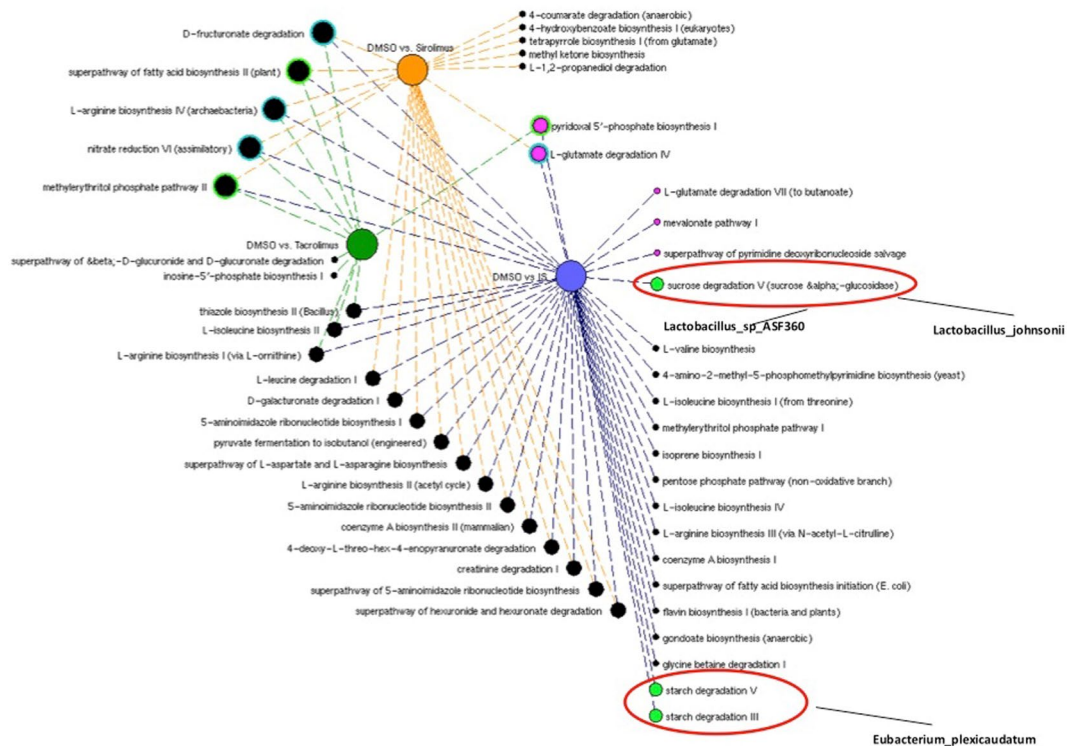 D-fructuronate degradation
superpathway of fatty acid biosynthesis II (plant)
L-arginine biosynthesis IV (archaebacteria)
nitrate reduction VI (assimilatory)
methylerythritol phosphate pathway II
DMSO vs. Sirolimus
4-coumarate degradation (anaerobic)
4-hydroxybenzoate biosynthesis I (eukaryotes)
tetrapyrrole biosynthesis I (from glutamate)
methyl ketone biosynthesis
L-1,2-propanediol degradation
pyridoxal 5'-phosphate biosynthesis I
L-glutamate degradation IV
L-glutamate degradation VII (to butanoate)
mevalonate pathway I
superpathway of pyrimidine deoxyribonucleoside salvage
DMSO vs. Tacrolimus
superpathway of &beta;-D-glucuronide and D-glucuronate degradation
inosine-5'-phosphate biosynthesis I
DMSO vs IS
sucrose degradation V (sucrose &alpha;-glucosidase)
Lactobacillus_sp_ASF360
Lactobacillus_johnsonii
thiazole biosynthesis II (Bacillus)
L-isoleucine biosynthesis II
L-arginine biosynthesis I (via L-ornithine)
L-leucine degradation I
D-galacturonate degradation I
5-aminoimidazole ribonucleotide biosynthesis I
pyruvate fermentation to isobutanol (engineered)
superpathway of L-aspartate and L-asparagine biosynthesis
L-arginine biosynthesis II (acetyl cycle)
5-aminoimidazole ribonucleotide biosynthesis II
coenzyme A biosynthesis II (mammalian)
4-deoxy-L-threo-hex-4-enopyranuronate degradation
creatinine degradation I
superpathway of 5-aminoimidazole ribonucleotide biosynthesis
superpathway of hexuronide and hexuronate degradation
L-valine biosynthesis
4-amino-2-methyl-5-phosphomethylpyrimidine biosynthesis (yeast)
L-isoleucine biosynthesis I (from threonine)
methylerythritol phosphate pathway I
isoprene biosynthesis I
pentose phosphate pathway (non-oxidative branch)
L-isoleucine biosynthesis IV
L-arginine biosynthesis III (via N-acetyl-L-citrulline)
coenzyme A biosynthesis I
superpathway of fatty acid biosynthesis initiation (E. coli)
flavin biosynthesis I (bacteria and plants)
gondoate biosynthesis (anaerobic)
glycine betaine degradation I
starch degradation V
starch degradation III
Eubacterium_plexicaudatum